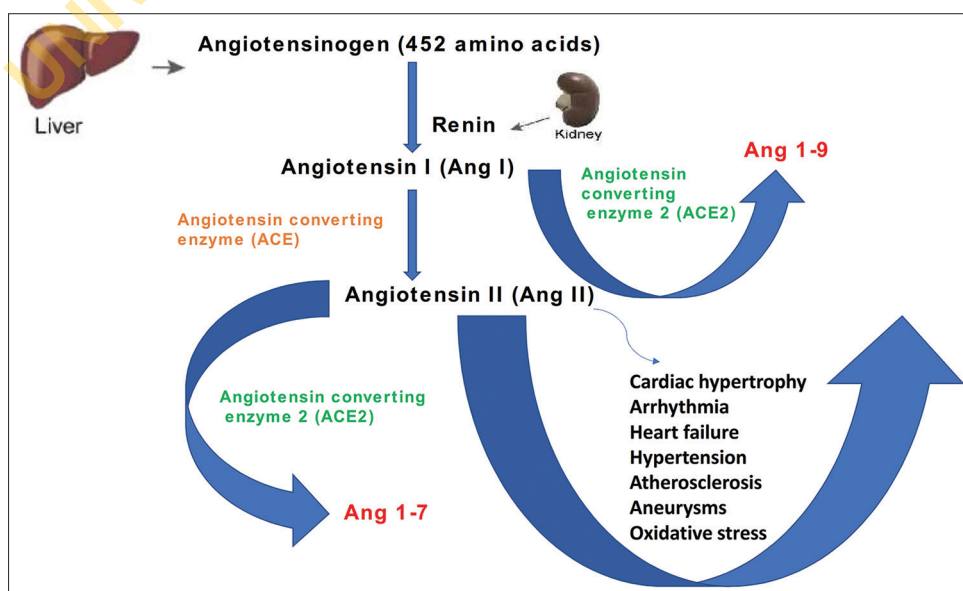 Angiotensinogen (452 amino acids)
Liver
Renin
Kidney
Angiotensin I (Ang I)
Ang 1-9
Angiotensin
converting
enzyme 2 (ACE2)
Angiotensin converting
enzyme (ACE)
Angiotensin II (Ang II)
Cardiac hypertrophy
Arrhythmia
Heart failure
Hypertension
Atherosclerosis
Aneurysms
Oxidative stress
Angiotensin converting
enzyme 2 (ACE2)
Ang 1-7